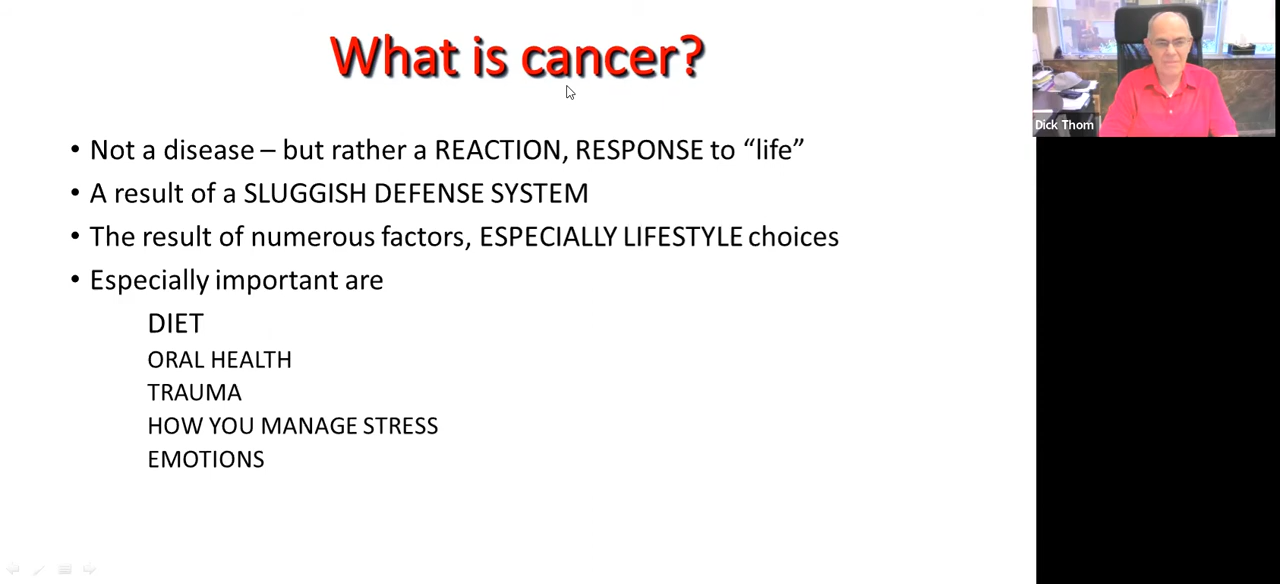 What is cancer?
• Not a disease – but rather a REACTION, RESPONSE to “life”
• A result of a SLUGGISH DEFENSE SYSTEM
• The result of numerous factors, ESPECIALLY LIFESTYLE choices
• Especially important are
DIET
ORAL HEALTH
TRAUMA
HOW YOU MANAGE STRESS
EMOTIONS
Dick Thom